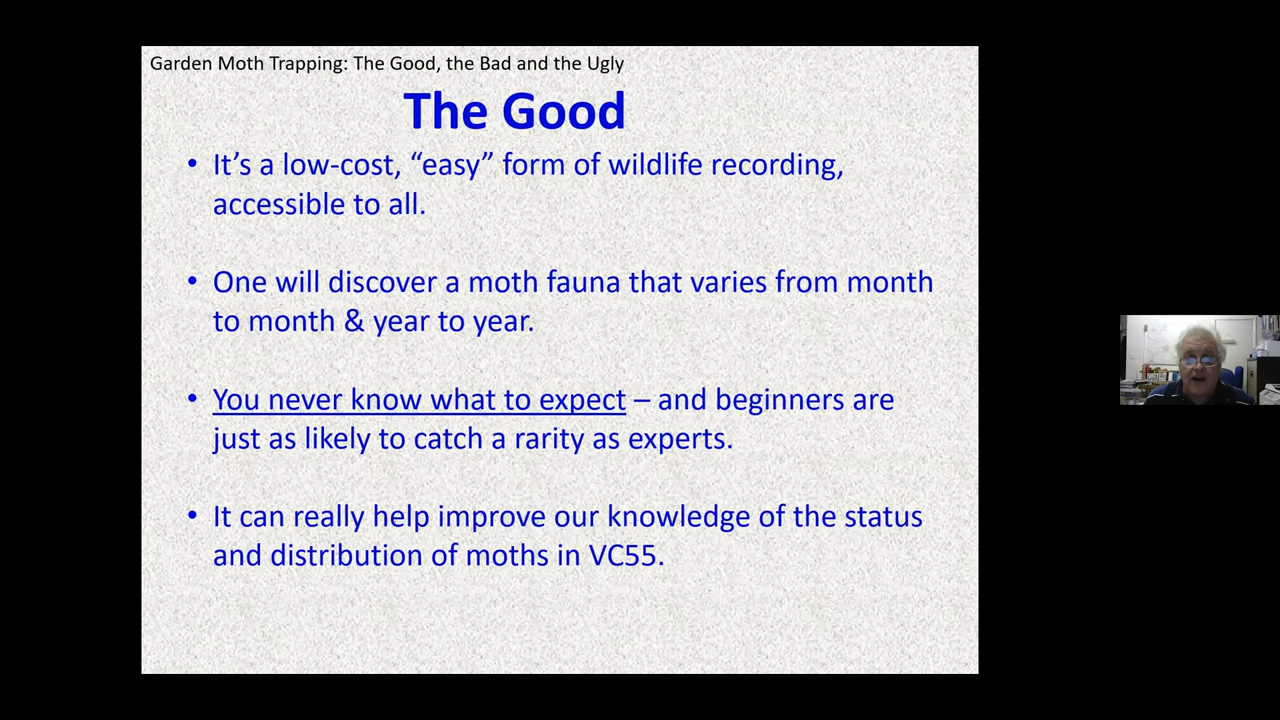 Garden Moth Trapping: The Good, the Bad and the Ugly
The Good
• It’s a low-cost, “easy” form of wildlife recording,
accessible to all.
• One will discover a moth fauna that varies from month
to month & year to year.
• You never know what to expect – and beginners are
just as likely to catch a rarity as experts.
• It can really help improve our knowledge of the status
and distribution of moths in VC55.